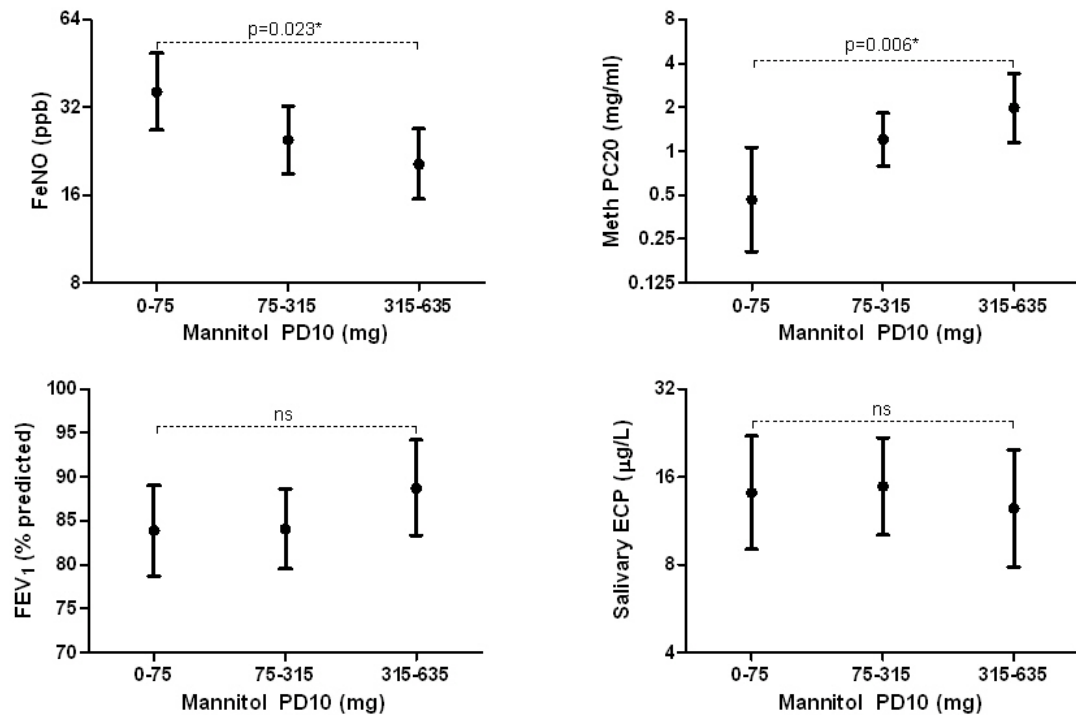 FeNO (ppb)
64
32
16
8
p=0.023*
0-75
75-315
315-635
Mannitol PD10 (mg)
Meth PC20 (mg/ml)
8
4
2
1
0.5
0.25
0.125
p=0.006*
0-75
75-315
315-635
Mannitol PD10 (mg)
FEV1 (% predicted)
100
95
90
85
80
75
70
ns
0-75
75-315
315-635
Mannitol PD10 (mg)
Salivary ECP (µg/L)
32
16
8
4
ns
0-75
75-315
315-635
Mannitol PD10 (mg)